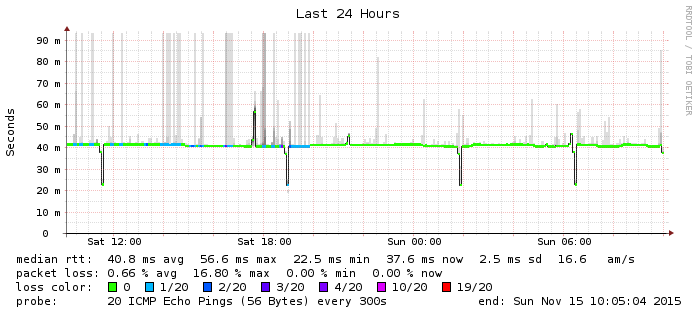 Last 24 Hours
RRDTOOL / TOBI OETIKER
Seconds
90 m
80 m
70 m
60 m
50 m
40 m
30 m
20 m
10 m
0
Sat 12:00 Sat 18:00 Sun 00:00 Sun 06:00
median rtt: 40.8 ms avg 56.6 ms max 22.5 ms min 37.6 ms now 2.5 ms sd 16.6 am/s
packet loss: 0.66 % avg 16.80 % max 0.00 % min 0.00 % now
loss color: 0 1/20 2/20 3/20 4/20 10/20 19/20
probe: 20 ICMP Echo Pings (56 Bytes) every 300s end: Sun Nov 15 10:05:04 2015